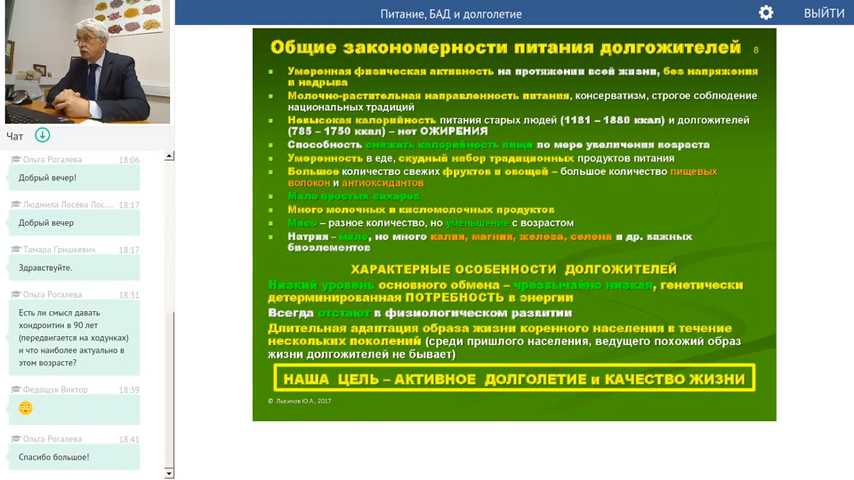 Питание, БАД и долголетие
ВЫЙТИ
Чат
Ольга Рогалева 18:06
Добрый вечер!
Людмила Лосева Лос... 18:17
Добрый вечер
Тамара Гришкевич 18:17
Здравствуйте.
Ольга Рогалева 18:31
Есть ли смысл давать
хондроитин в 90 лет
(передвигается на ходунках)
и что наиболее актуально в
этом возрасте?
Федощук Виктор 18:39
Ольга Рогалева 18:41
Спасибо большое!
Общие закономерности питания долгожителей 8
Умеренная физическая активность на протяжении всей жизни, без напряжения
и надрыва
Молочно-растительная направленность питания, консерватизм, строгое соблюдение
национальных традиций
Невысокая калорийность питания старых людей (1181 – 1880 ккал) и долгожителей
(785 – 1750 ккал) – нет ОЖИРЕНИЯ
Способность снижать калорийность пищи по мере увеличения возраста
Умеренность в еде, скудный набор традиционных продуктов питания
Большое количество свежих фруктов и овощей – большое количество пищевых
волокон и антиоксидантов
Мало простых сахаров
Много молочных и кисломолочных продуктов
Мясо – разное количество, но уменьшение с возрастом
Натрия – мало, но много калия, магния, железа, селена и др. важных
биоэлементов
ХАРАКТЕРНЫЕ ОСОБЕННОСТИ ДОЛГОЖИТЕЛЕЙ
Низкий уровень основного обмена – чрезвычайно низкая, генетически
детерминированная ПОТРЕБНОСТЬ в энергии
Всегда отстают в физиологическом развитии
Длительная адаптация образа жизни коренного населения в течение
нескольких поколений (среди пришлого населения, ведущего похожий образ
жизни долгожителей не бывает)
НАША ЦЕЛЬ – АКТИВНОЕ ДОЛГОЛЕТИЕ и КАЧЕСТВО ЖИЗНИ
© Лысиков Ю.А., 2017